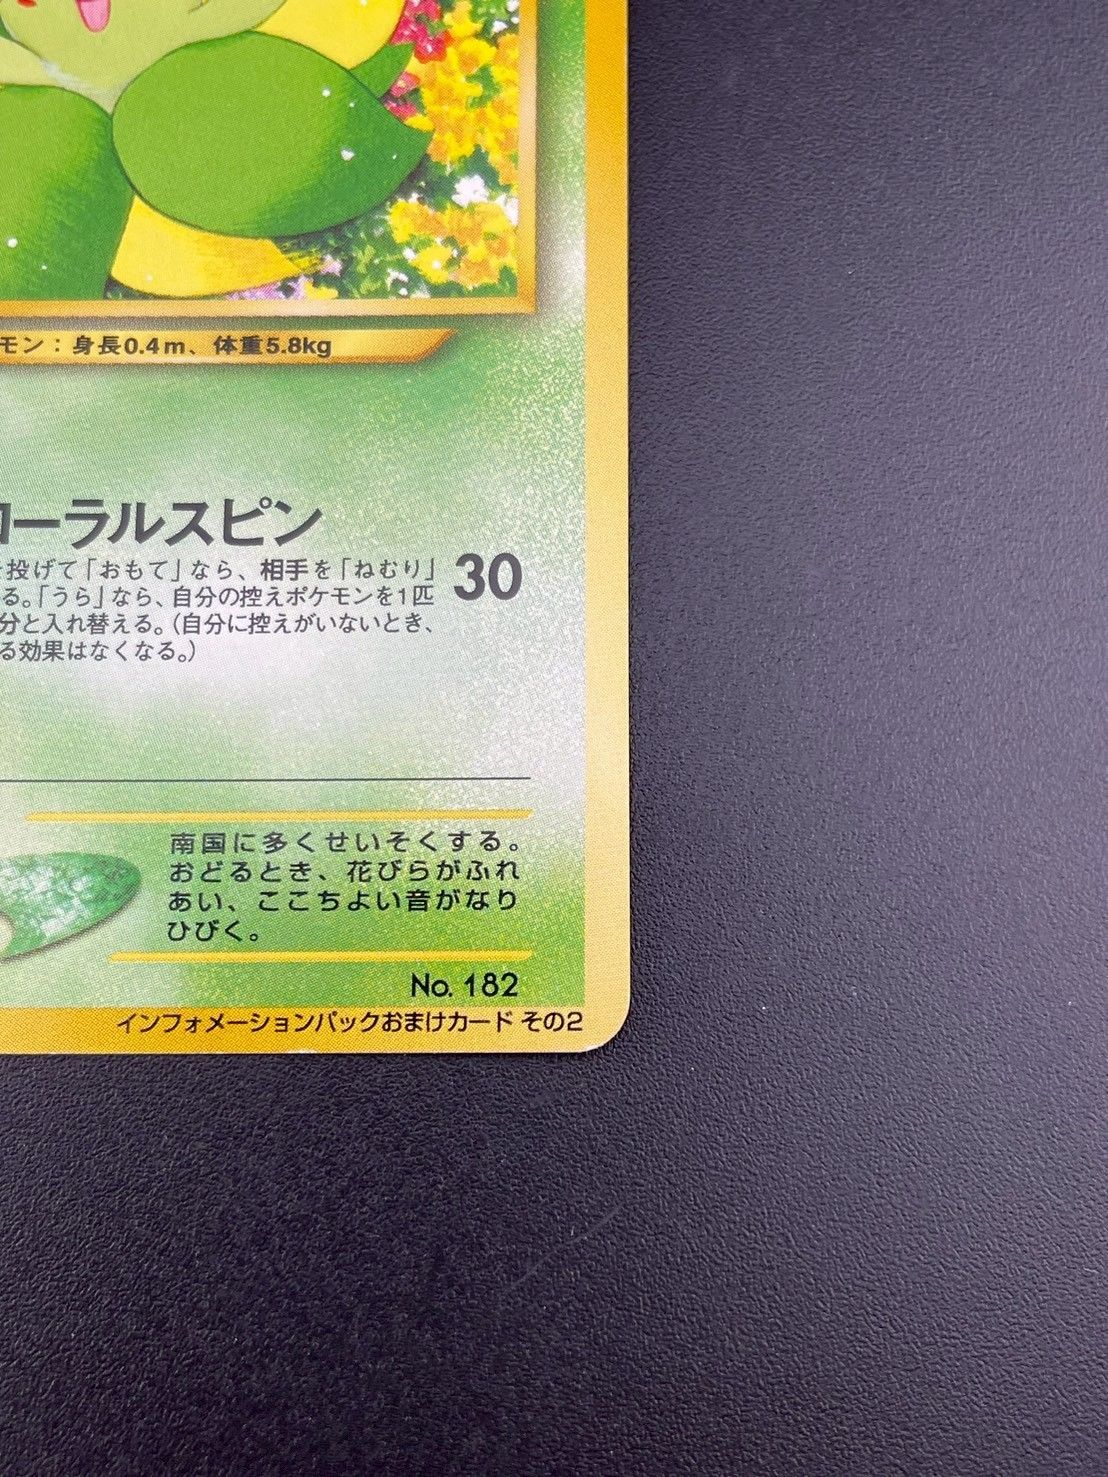 モン：身長0.4m、体重5.8kg
ローラルスピン
投げて「おもて」なら、相手を「ねむり」
30
る。「うら」なら、自分の控えポケモンを1匹
分と入れ替える。（自分に控えがいないとき、
る効果はなくなる。）
南国に多くせいそくする。
おどるとき、花びらがふれ
あい、ここちよい音がなり
ひびく。
No. 182
インフォメーションパックおまけカード その2